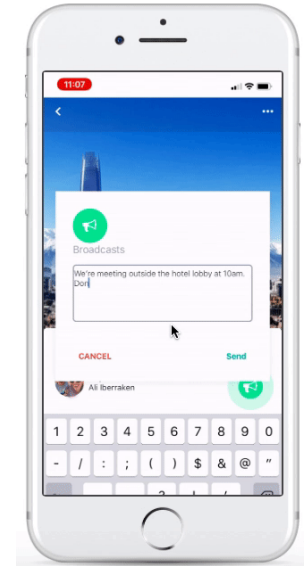 11:07
Broadcasts
We're meeting outside the hotel lobby at 10am.
Don
CANCEL
Send
Ali Iberraken
1 2 3 4 5 6 7 8 9 0
- / : ; ( ) $ & @ "